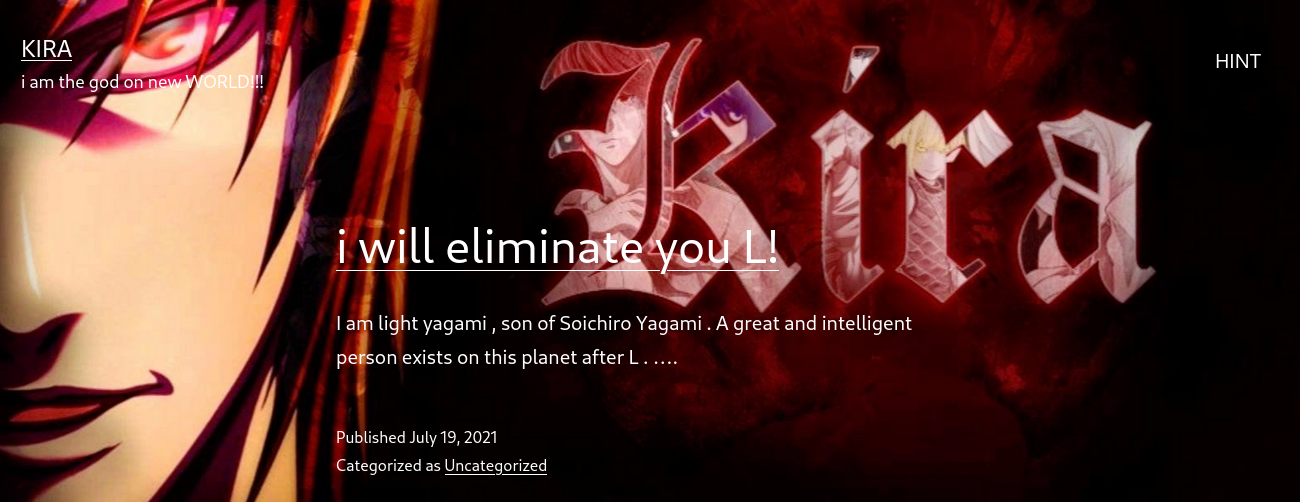 KIRA
i am the god on new WORLD!!!
HINT
Kira
i will eliminate you L!
I am light yagami , son of Soichiro Yagami . A great and intelligent
person exists on this planet after L . ....
Published July 19, 2021
Categorized as Uncategorized